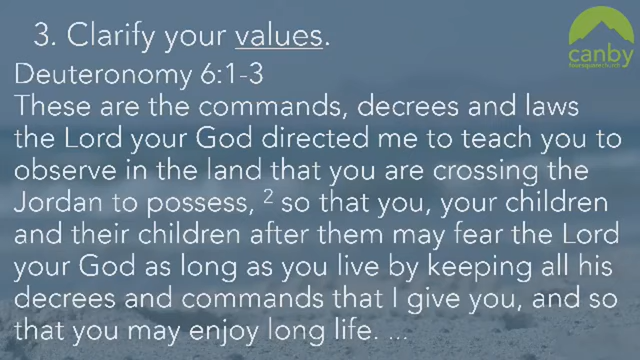 3. Clarify your values.
canby
foursquare church
Deuteronomy 6:1-3
These are the commands, decrees and laws
the Lord your God directed me to teach you to
observe in the land that you are crossing the
Jordan to possess, 2 so that you, your children
and their children after them may fear the Lord
your God as long as you live by keeping all his
decrees and commands that I give you, and so
that you may enjoy long life. ...